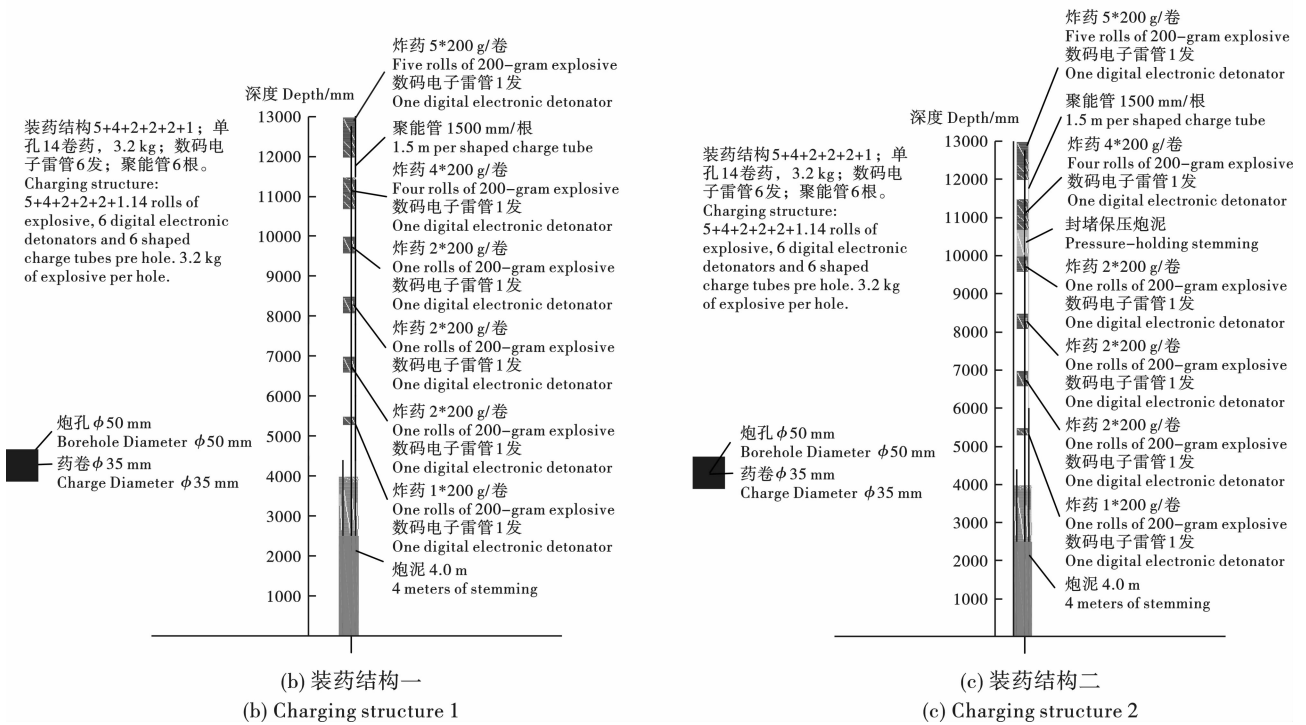 炸药 5*200 g/卷
Five rolls of 200-gram explosive
数码电子雷管1发
One digital electronic detonator
深度 Depth/mm
13000
12000
11000
10000
9000
8000
7000
6000
5000
4000
3000
2000
1000
装药结构5+4+2+2+2+1；单
孔14卷药，3.2 kg；数码电
子雷管6发；聚能管6根。
Charging structure:
5+4+2+2+2+1.14 rolls of
explosive, 6 digital electronic
detonators and 6 shaped
charge tubes pre hole. 3.2 kg
of explosive per hole.
聚能管 1500 mm/根
1.5 m per shaped charge tube
炸药 4*200 g/卷
Four rolls of 200-gram explosive
数码电子雷管1发
One digital electronic detonator
炸药 2*200 g/卷
One rolls of 200-gram explosive
数码电子雷管1发
One digital electronic detonator
炸药 2*200 g/卷
One rolls of 200-gram explosive
数码电子雷管1发
One digital electronic detonator
炸药 2*200 g/卷
One rolls of 200-gram explosive
数码电子雷管1发
One digital electronic detonator
炸药 1*200 g/卷
One rolls of 200-gram explosive
数码电子雷管1发
One digital electronic detonator
炮泥 4.0 m
4 meters of stemming
炮孔 φ50 mm
Borehole Diameter φ50 mm
药卷 φ35 mm
Charge Diameter φ35 mm
(b) 装药结构一
(b) Charging structure 1
炸药 5*200 g/卷
Five rolls of 200-gram explosive
数码电子雷管1发
One digital electronic detonator
深度 Depth/mm
13000
12000
11000
10000
9000
8000
7000
6000
5000
4000
3000
2000
1000
装药结构5+4+2+2+2+1；单
孔14卷药，3.2 kg；数码电
子雷管6发；聚能管6根。
Charging structure:
5+4+2+2+2+1.14 rolls of
explosive, 6 digital electronic
detonators and 6 shaped
charge tubes pre hole. 3.2 kg
of explosive per hole.
聚能管 1500 mm/根
1.5 m per shaped charge tube
炸药 4*200 g/卷
Four rolls of 200-gram explosive
数码电子雷管1发
One digital electronic detonator
封堵保压炮泥
Pressure-holding stemming
炸药 2*200 g/卷
One rolls of 200-gram explosive
数码电子雷管1发
One digital electronic detonator
炸药 2*200 g/卷
One rolls of 200-gram explosive
数码电子雷管1发
One digital electronic detonator
炸药 2*200 g/卷
One rolls of 200-gram explosive
数码电子雷管1发
One digital electronic detonator
炸药 1*200 g/卷
One rolls of 200-gram explosive
数码电子雷管1发
One digital electronic detonator
炮泥 4.0 m
4 meters of stemming
炮孔 φ50 mm
Borehole Diameter φ50 mm
药卷 φ35 mm
Charge Diameter φ35 mm
(c) 装药结构二
(c) Charging structure 2